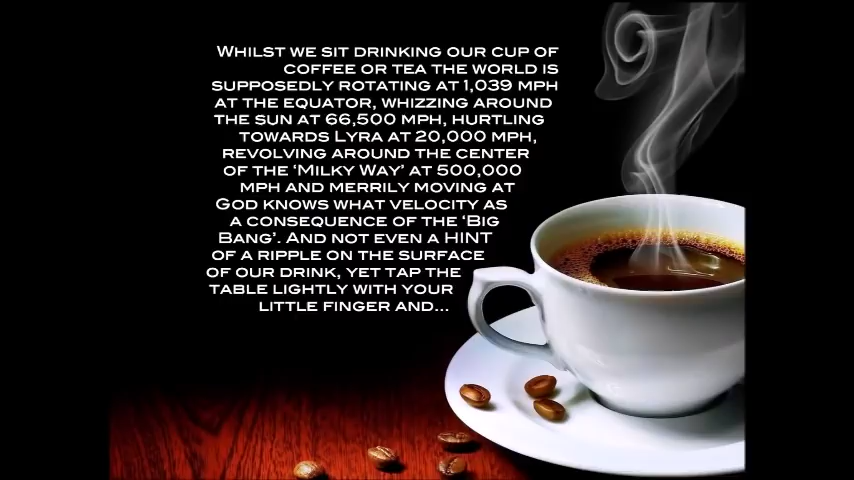 Whilst we sit drinking our cup of
coffee or tea the world is
supposedly rotating at 1,039 mph
at the equator, whizzing around
the sun at 66,500 mph, hurtling
towards Lyra at 20,000 mph,
revolving around the center
of the ‘Milky Way’ at 500,000
mph and merrily moving at
God knows what velocity as
a consequence of the ‘Big
Bang’. And not even a HINT
of a ripple on the surface
of our drink, yet tap the
table lightly with your
little finger and...